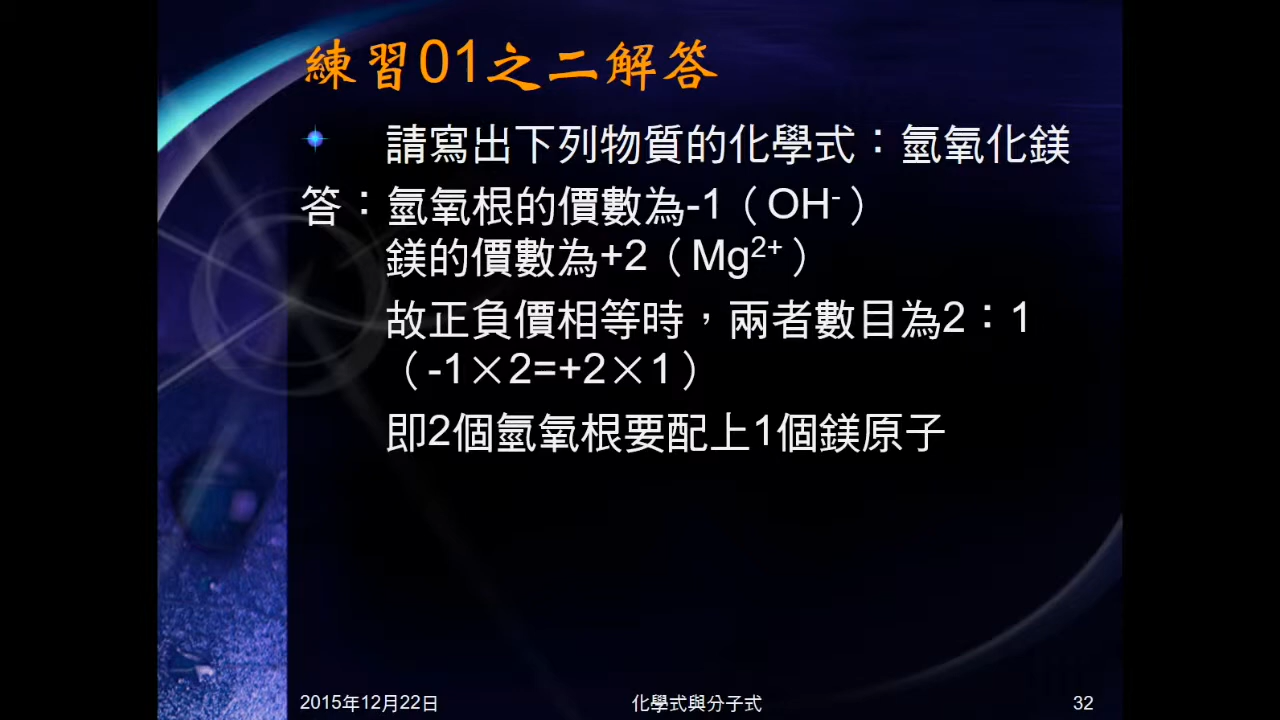 練習01之二解答
請寫出下列物質的化學式：氫氧化鎂
答：氫氧根的價數為-1（OH⁻）
鎂的價數為+2（Mg²⁺）
故正負價相等時，兩者數目為2：1
（-1×2=+2×1）
即2個氫氧根要配上1個鎂原子
2015年12月22日
化學式與分子式
32